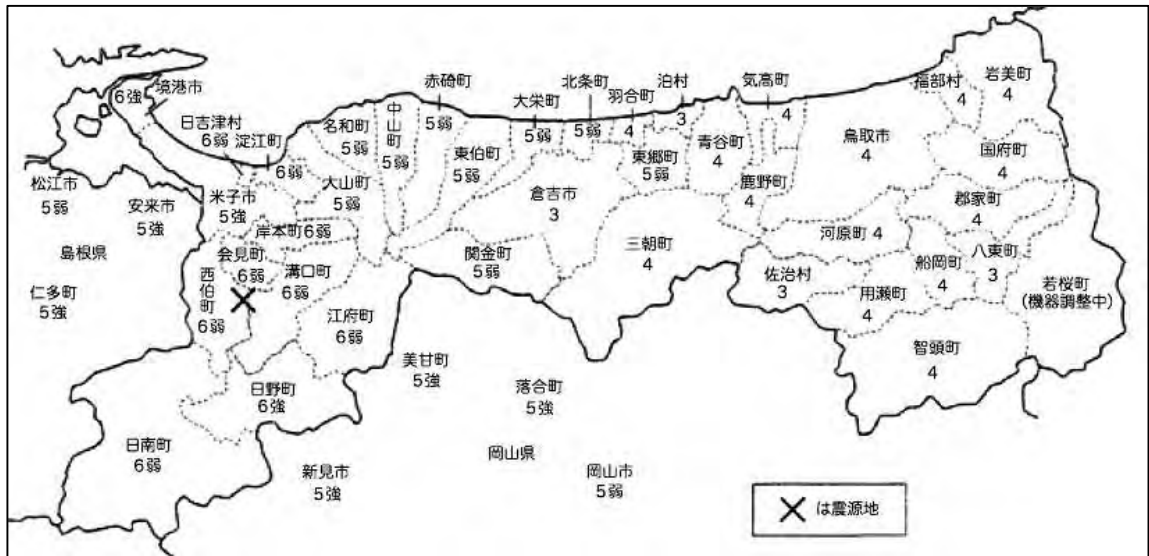 境港市
6強
日吉津村
6弱
淀江町
6弱
名和町
5弱
中山町
5弱
赤碕町
5弱
大栄町
5弱
北条町
5弱
羽合町
4
泊村
3
気高町
4
福部村
4
岩美町
4
松江市
5弱
安来市
5強
島根県
仁多町
5強
米子市
5強
大山町
5弱
東伯町
5弱
倉吉市
3
東郷町
5弱
青谷町
4
鹿野町
4
鳥取市
4
国府町
4
岸本町 6弱
会見町
6弱
西伯町
6弱
溝口町
6弱
江府町
6弱
関金町
5弱
三朝町
4
佐治村
3
河原町 4
用瀬町
4
郡家町
4
船岡町
4
八東町
3
若桜町
(機器調整中)
智頭町
4
日野町
6強
日南町
6弱
美甘町
5強
落合町
5強
新見市
5強
岡山県
岡山市
5弱
は震源地